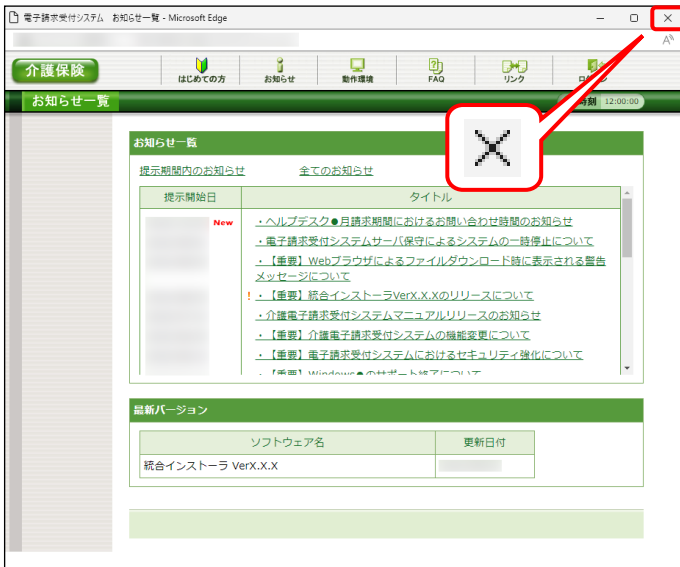 電子請求受付システム お知らせ一覧 - Microsoft Edge
介護保険
はじめての方
お知らせ
動作環境
FAQ
リンク
お知らせ一覧
12:00:00
お知らせ一覧
提示期間内のお知らせ 全てのお知らせ
提示開始日 タイトル
New ・ヘルプデスク●月請求期間におけるお問い合わせ時間のお知らせ
・電子請求受付システムサーバ保守によるシステムの一時停止について
・【重要】Webブラウザによるファイルダウンロード時に表示される警告
メッセージについて
!・【重要】統合インストーラVerX.X.Xのリリースについて
・介護電子請求受付システムマニュアルリリースのお知らせ
・【重要】介護電子請求受付システムの機能変更について
・【重要】電子請求受付システムにおけるセキュリティ強化について
・【重要】Windows●のサポート終了について
最新バージョン
ソフトウェア名 更新日付
統合インストーラ VerX.X.X